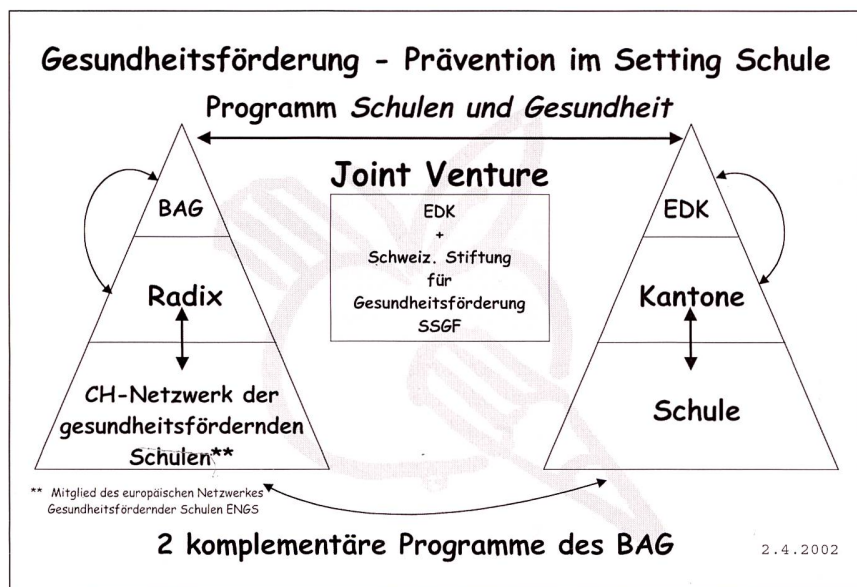 Gesundheitsförderung - Prävention im Setting Schule
Programm Schulen und Gesundheit
Joint Venture
BAG
Radix
CH-Netzwerk der
gesundheitsfördernden
Schulen**
EDK
+
Schweiz. Stiftung
für
Gesundheitsförderung
SSGF
EDK
Kantone
Schule
** Mitglied des europäischen Netzwerkes
Gesundheitsfördernder Schulen ENGS
2 komplementäre Programme des BAG
2.4.2002